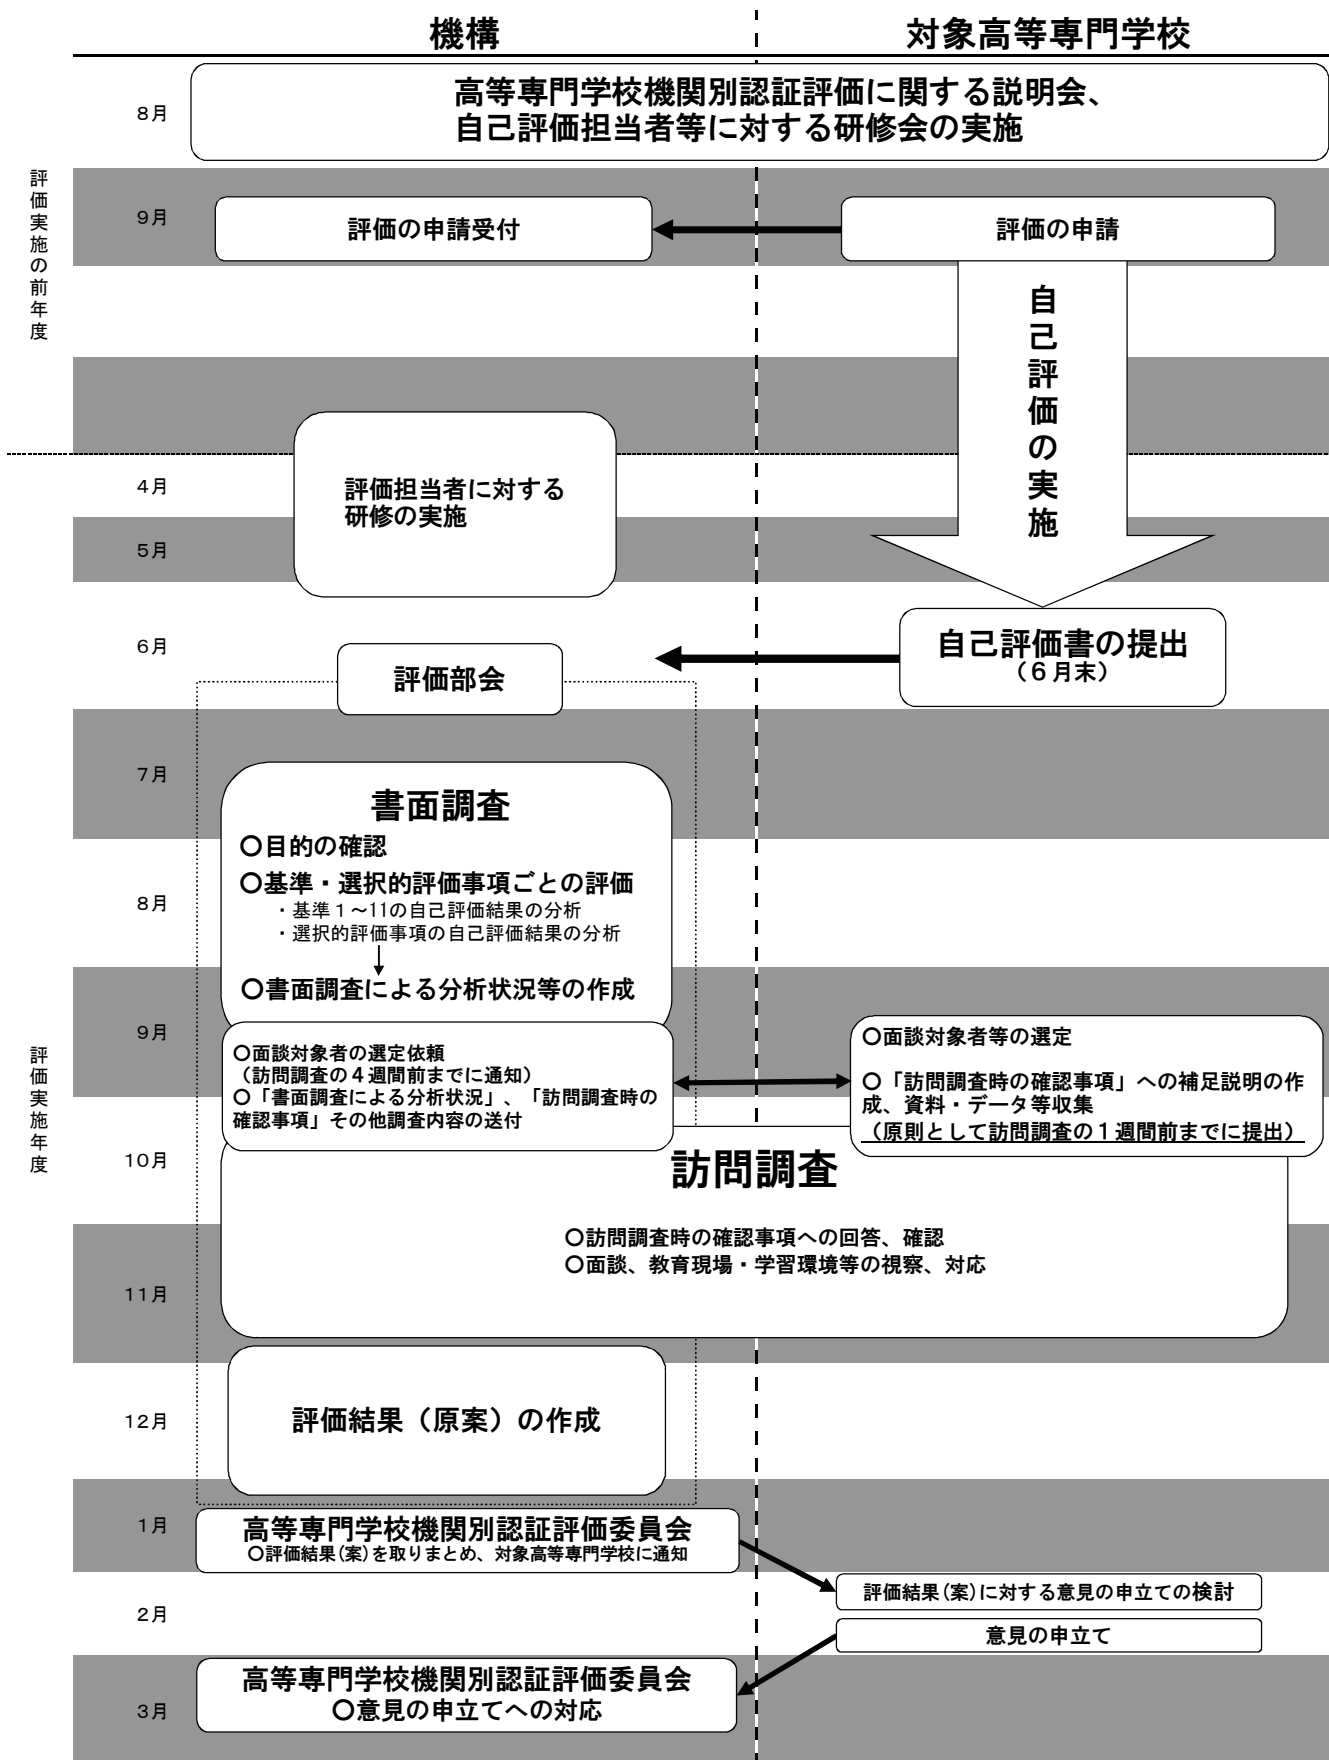 機構
対象高等専門学校
評価実施の前年度
8月
高等専門学校機関別認証評価に関する説明会、
自己評価担当者等に対する研修会の実施
9月
評価の申請受付
評価の申請
自己評価の実施
4月
評価担当者に対する
研修の実施
5月
6月
自己評価書の提出
(6月末)
評価部会
評価実施年度
7月
書面調査
○目的の確認
○基準・選択的評価事項ごとの評価
・基準1~11の自己評価結果の分析
・選択的評価事項の自己評価結果の分析
8月
○書面調査による分析状況等の作成
9月
○面談対象者の選定依頼
(訪問調査の4週間前までに通知)
○「書面調査による分析状況」、「訪問調査時の
確認事項」その他調査内容の送付
○面談対象者等の選定
○「訪問調査時の確認事項」への補足説明の作
成、資料・データ等収集
(原則として訪問調査の1週間前までに提出)
10月
訪問調査
○訪問調査時の確認事項への回答、確認
○面談、教育現場・学習環境等の視察、対応
11月
12月
評価結果(原案)の作成
1月
高等専門学校機関別認証評価委員会
○評価結果(案)を取りまとめ、対象高等専門学校に通知
評価結果(案)に対する意見の申立ての検討
2月
意見の申立て
3月
高等専門学校機関別認証評価委員会
○意見の申立てへの対応